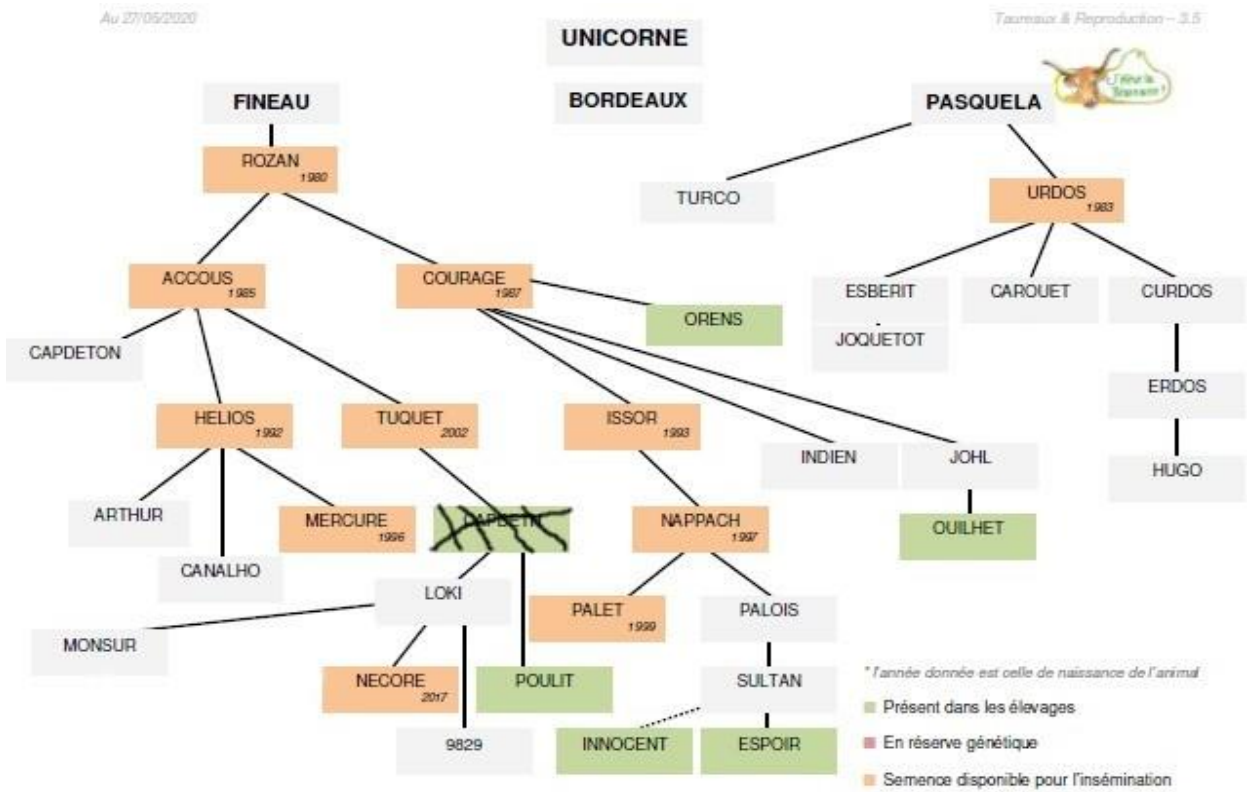 Au 27/05/2020
Taureaux & Reproduction – 3.5
UNICORNE
FINEAU
BORDEAUX
PASQUELA
J'élève la
ROZAN
1980
TURCO
URDOS
1983
ACCOUS
1985
COURAGE
1987
ORENS
ESBERIT
CAROUET
CURDOS
CAPDETON
JOQUETOT
ERDOS
HELIOS
1992
TUQUET
2002
ISSOR
1993
INDIEN
JOHL
HUGO
ARTHUR
MERCURE
1996
NAPPACH
1997
OUILHET
CANALHO
LOKI
PALET
1999
PALOIS
MONSUR
NECORE
2017
POULIT
SULTAN
9829
INNOCENT
ESPOIR
* l'année donnée est celle de naissance de l'animal
Présent dans les élevages
En réserve génétique
Semence disponible pour l'insémination